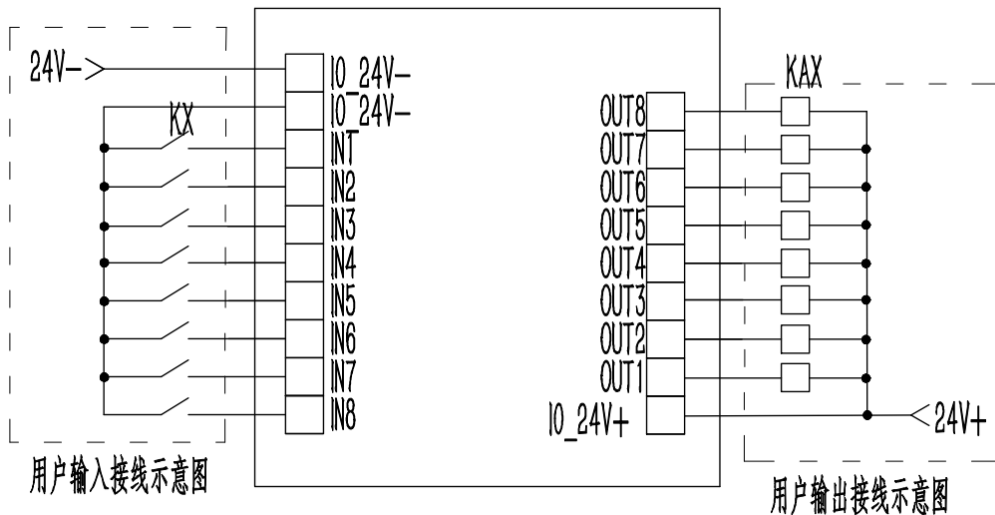 24V-
KX
IO_24V-
IO_24V-
IN1
IN2
IN3
IN4
IN5
IN6
IN7
IN8
用户输入接线示意图
KAX
OUT8
OUT7
OUT6
OUT5
OUT4
OUT3
OUT2
OUT1
IO_24V+
24V+
用户输出接线示意图